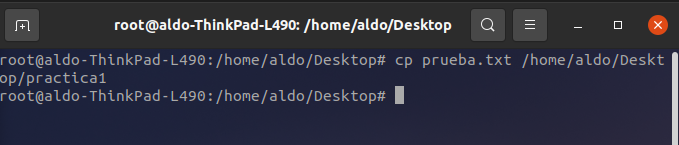 root@aldo-ThinkPad-L490: /home/aldo/Desktop
root@aldo-ThinkPad-L490:/home/aldo/Desktop# cp prueba.txt /home/aldo/Deskt
op/practica1
root@aldo-ThinkPad-L490:/home/aldo/Desktop#